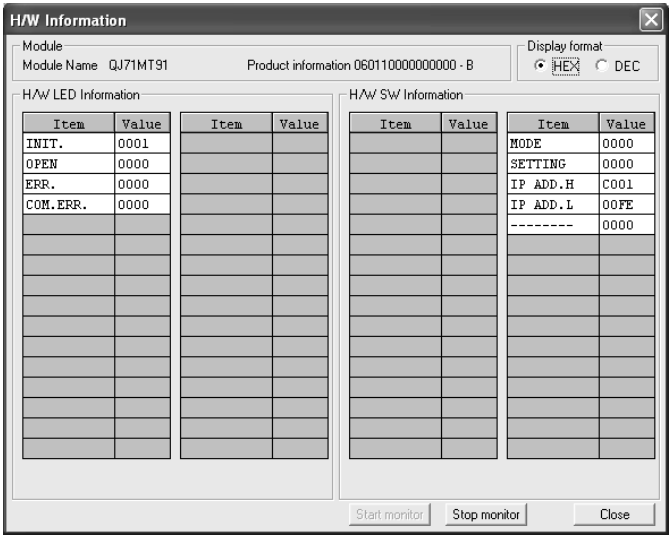 H/W Information
Module
Module Name QJ71MT91 Product information 060110000000000 - B
Display format
HEX DEC
H/W LED Information
H/W SW Information
Item Value Item Value Item Value Item Value
INIT. 0001 MODE 0000
OPEN 0000 SETTING 0000
ERR. 0000 IP ADD.H C001
COM.ERR. 0000 IP ADD.L 00FE
-------- 0000
Start monitor Stop monitor Close